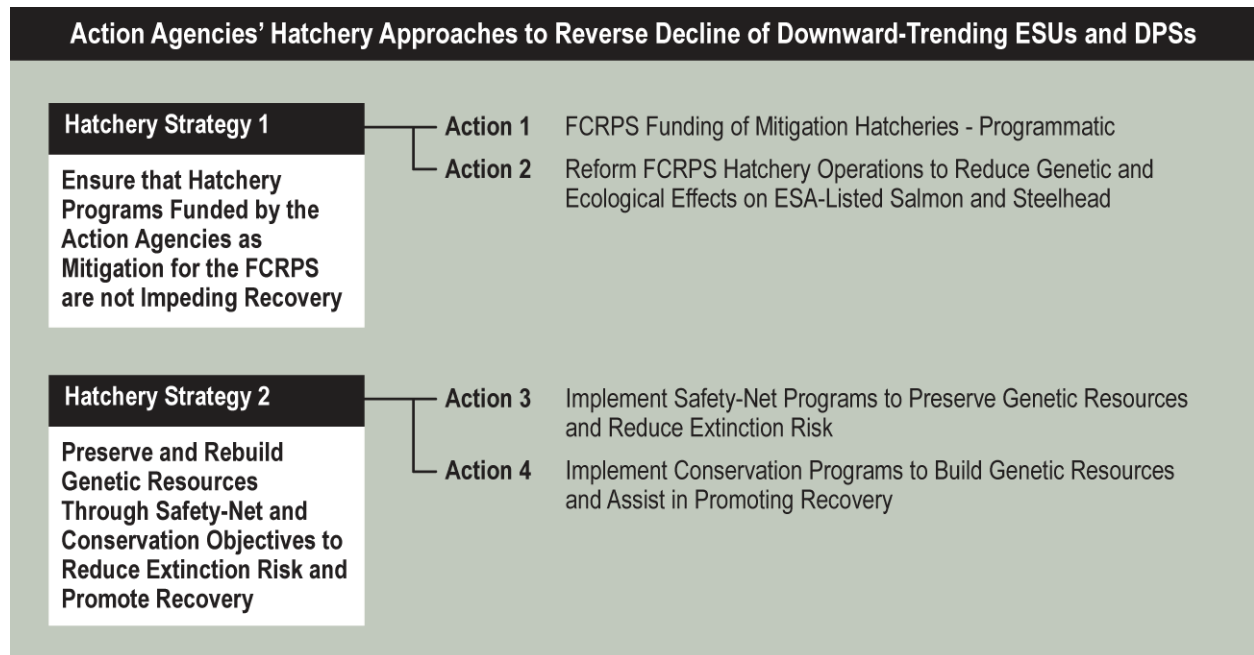 Action Agencies’ Hatchery Approaches to Reverse Decline of Downward-Trending ESUs and DPSs
Hatchery Strategy 1
Ensure that Hatchery
Programs Funded by the
Action Agencies as
Mitigation for the FCRPS
are not Impeding Recovery
Action 1 FCRPS Funding of Mitigation Hatcheries - Programmatic
Action 2 Reform FCRPS Hatchery Operations to Reduce Genetic and
Ecological Effects on ESA-Listed Salmon and Steelhead
Hatchery Strategy 2
Preserve and Rebuild
Genetic Resources
Through Safety-Net and
Conservation Objectives to
Reduce Extinction Risk and
Promote Recovery
Action 3 Implement Safety-Net Programs to Preserve Genetic Resources
and Reduce Extinction Risk
Action 4 Implement Conservation Programs to Build Genetic Resources
and Assist in Promoting Recovery